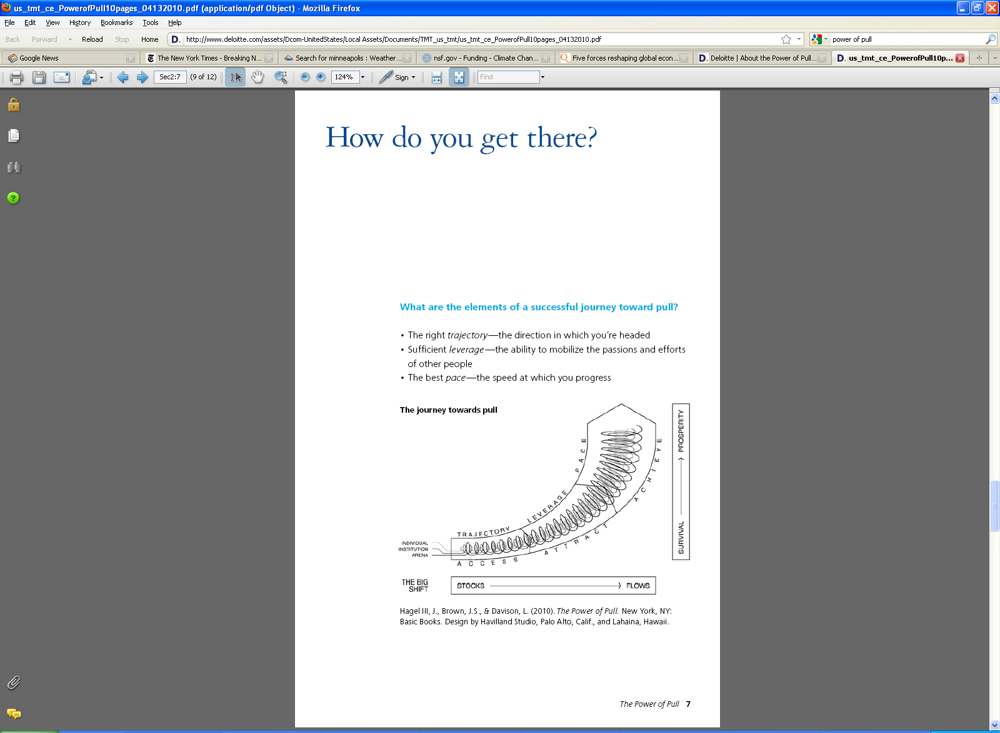 us_tmt_ce_PowerofPull10pages_04132010.pdf (application/pdf Object) - Mozilla Firefox
File Edit View History Bookmarks Tools Help
Back Forward Reload Stop Home D. http://www.deloitte.com/assets/Dcom-UnitedStates/Local Assets/Documents/TMT_us_tmt/us_tmt_ce_PowerofPull10pages_04132010.pdf power of pull
Google News The New York Times - Breaking N... Search for minneapolis : Weather... nsf.gov - Funding - Climate Chan... Five forces reshaping global econ... D. Deloitte | About the Power of Pull... D. us_tmt_ce_PowerofPull10p...
Sec2:7 (9 of 12) 124% Sign Find
How do you get there?
What are the elements of a successful journey toward pull?
• The right trajectory—the direction in which you're headed
• Sufficient leverage—the ability to mobilize the passions and efforts
of other people
• The best pace—the speed at which you progress
The journey towards pull
PACE
LEVERAGE
TRAJECTORY
INDIVIDUAL
INSTITUTION
ARENA
ACCESS
ATTRACT
ACHIEVE
SURVIVAL PROSPERITY
THE BIG
SHIFT
STOCKS FLOWS
Hagel III, J., Brown, J.S., & Davison, L. (2010). The Power of Pull. New York, NY:
Basic Books. Design by Havilland Studio, Palo Alto, Calif., and Lahaina, Hawaii.
The Power of Pull 7